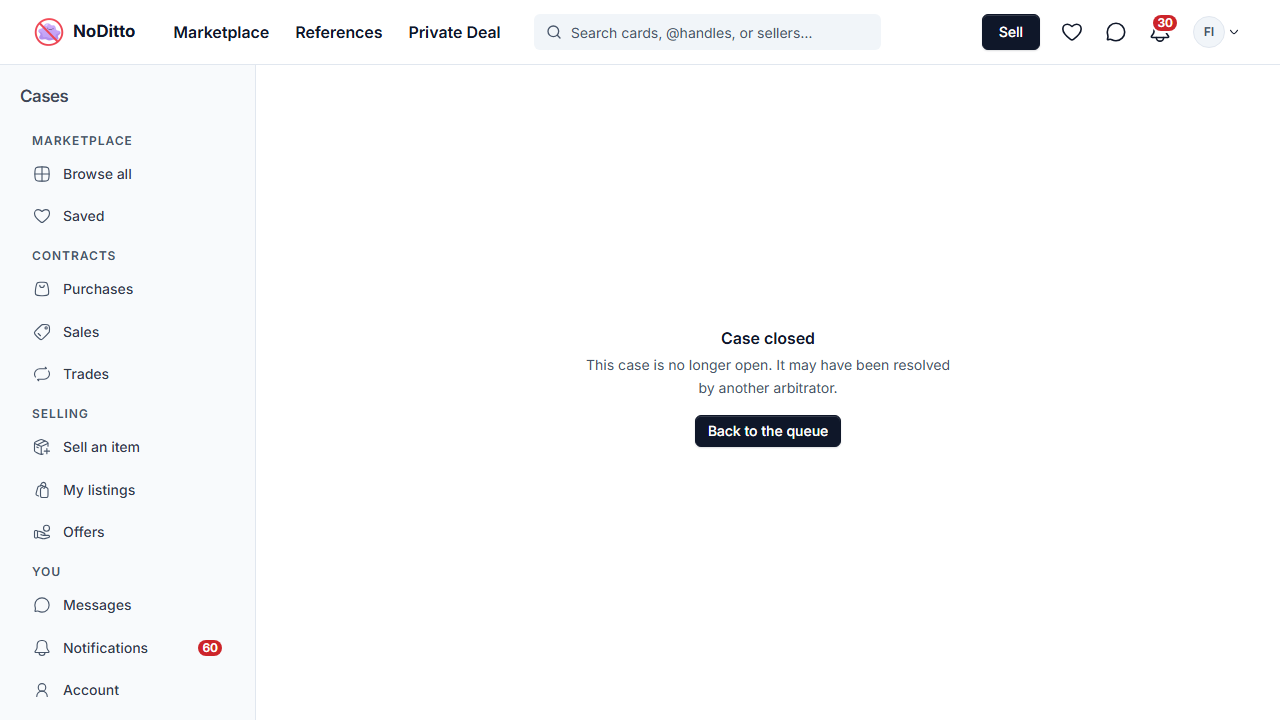 NoDitto
Marketplace
References
Private Deal
Search cards, @handles, or sellers...
Sell
30
FI
Cases
MARKETPLACE
Browse all
Saved
CONTRACTS
Purchases
Sales
Trades
SELLING
Sell an item
My listings
Offers
YOU
Messages
Notifications
60
Account
Case closed
This case is no longer open. It may have been resolved
by another arbitrator.
Back to the queue